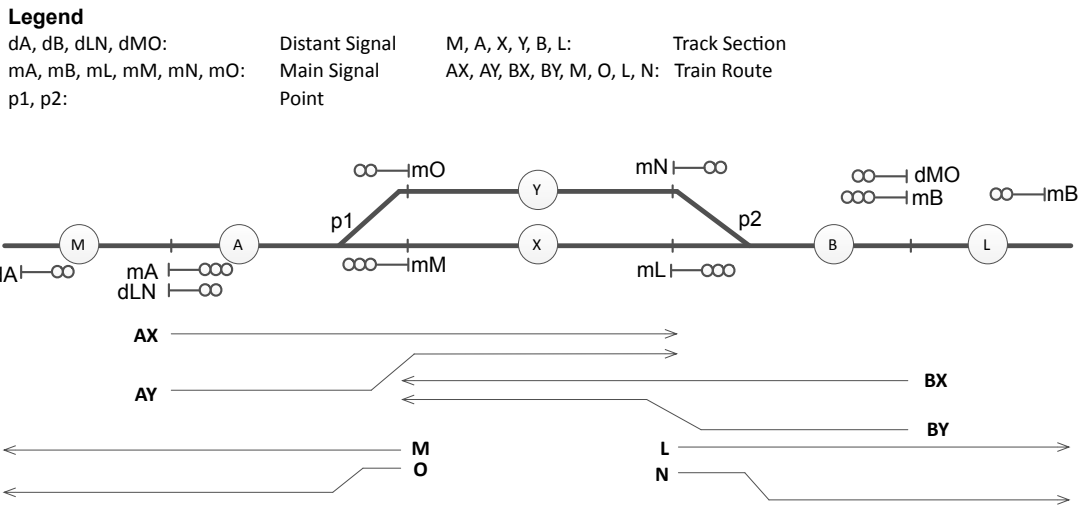 Legend
dA, dB, dLN, dMO: Distant Signal M, A, X, Y, B, L: Track Section
mA, mB, mL, mM, mN, mO: Main Signal AX, AY, BX, BY, M, O, L, N: Train Route
p1, p2: Point
mO mN dMO
mB mB
Y
p1 p2
M A X B L
mA mM mL
dLN
AX
AY BX
BY
M L
O N